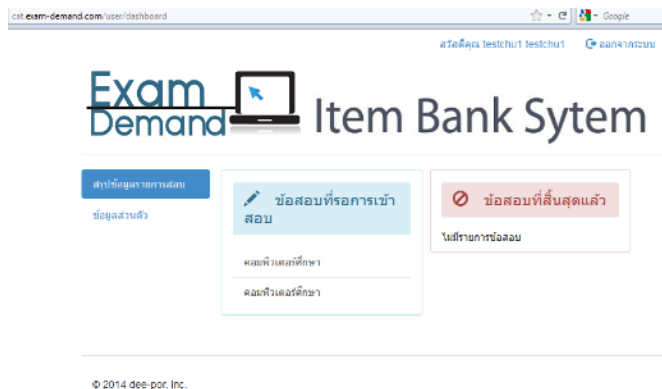 cat.exam-demand.com/user/dashboard
Google
สวัสดีคุณ testchu1 testchu1 ออกจากระบบ
Exam
Demand
Item Bank Sytem
สรุปข้อมูลรายการสอบ
ข้อมูลส่วนตัว
ข้อสอบที่รอการเข้า
สอบ
คอมพิวเตอร์ศึกษา
คอมพิวเตอร์ศึกษา
ข้อสอบที่สิ้นสุดแล้ว
ไม่มีรายการข้อสอบ
© 2014 dee-por, Inc.